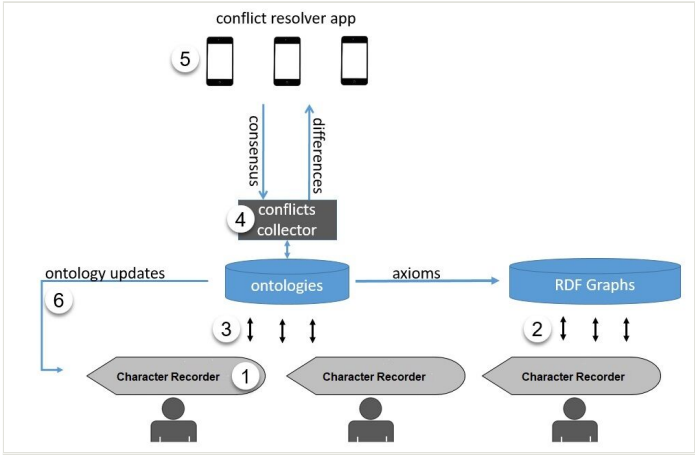 conflict resolver app
5
consensus
differences
4
conflicts
collector
ontology updates
ontologies
axioms
RDF Graphs
6
3
2
Character Recorder
1
Character Recorder
Character Recorder